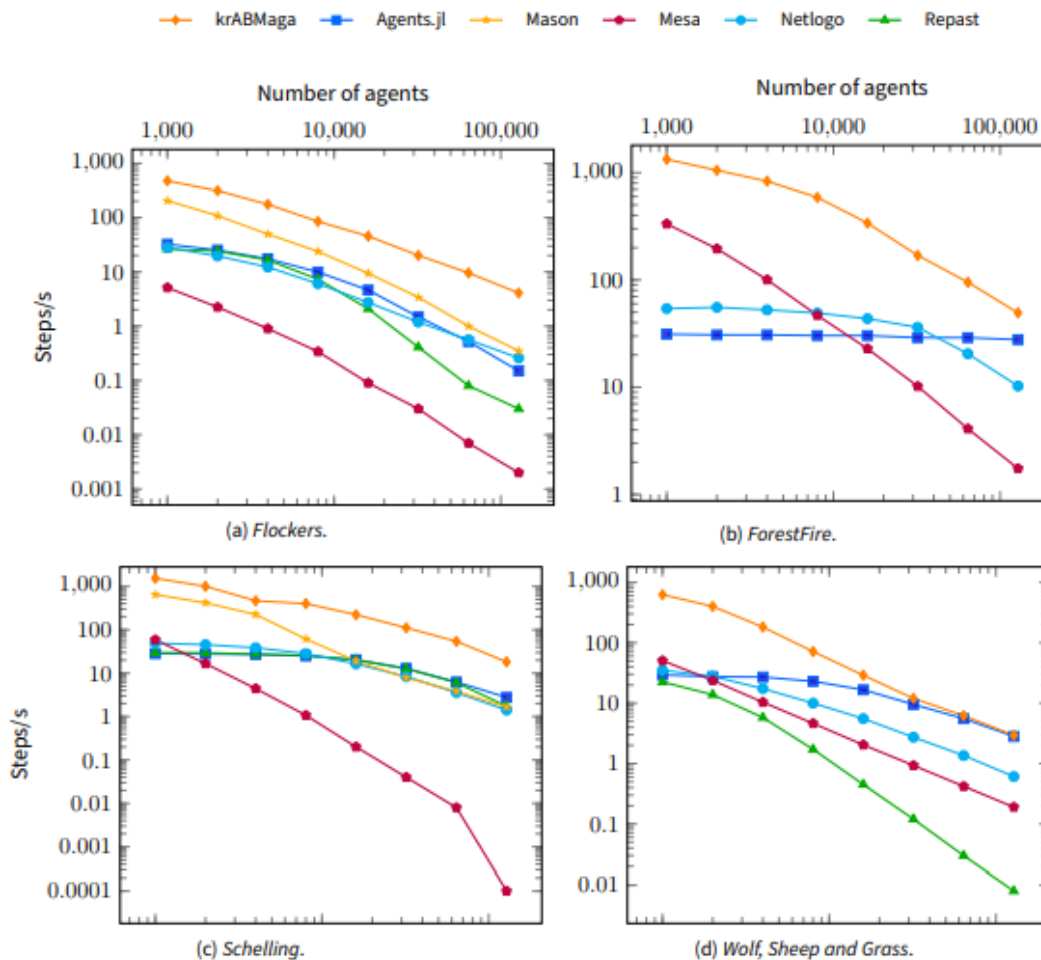 krABMaga Agents.jl Mason Mesa Netlogo Repast
Number of agents
1,000 10,000 100,000
Steps/s
1,000
100
10
1
0.1
0.01
0.001
(a) Flockers.
Number of agents
1,000 10,000 100,000
1,000
100
10
1
(b) ForestFire.
Steps/s
1,000
100
10
1
0.1
0.01
0.001
0.0001
(c) Schelling.
1,000
100
10
1
0.1
0.01
(d) Wolf, Sheep and Grass.